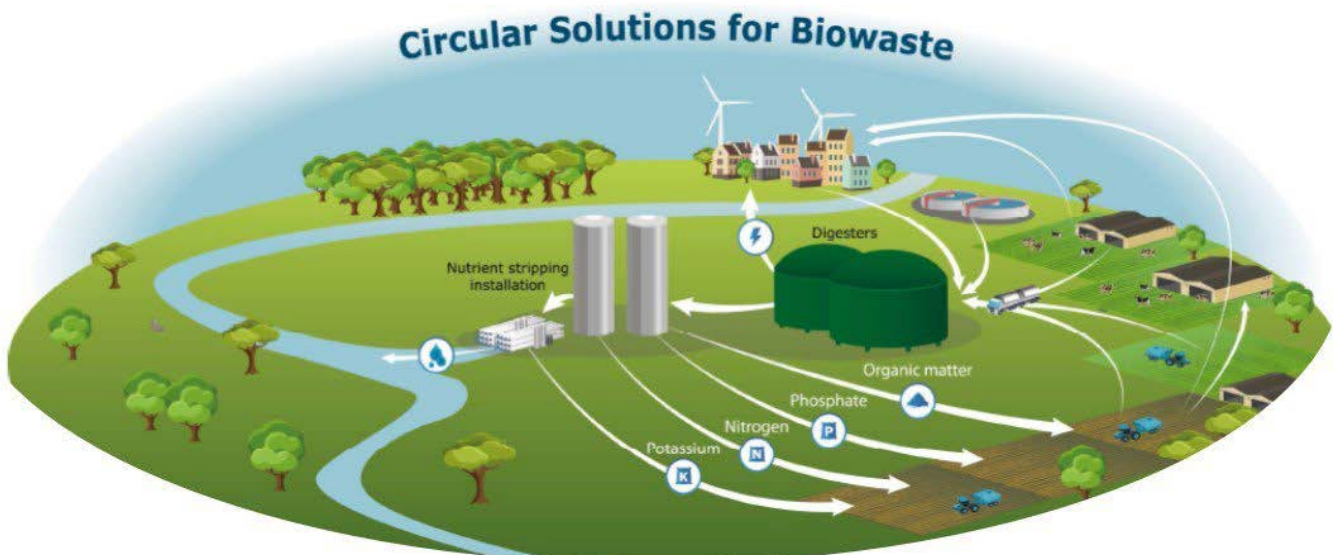 Circular Solutions for Biowaste
Digesters
Nutrient stripping
installation
Organic matter
Phosphate
P
Nitrogen
N
Potassium
K